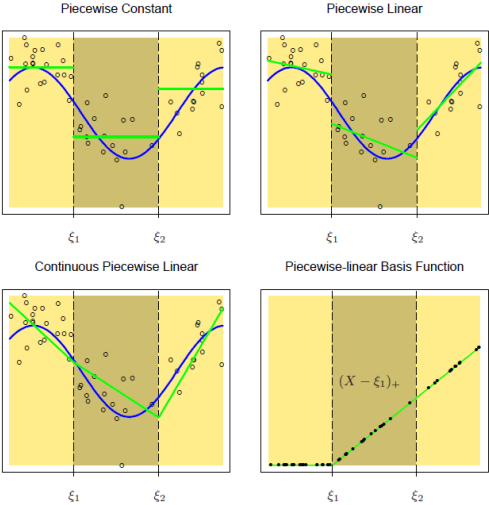 Piecewise Constant
Piecewise Linear
ξ₁
ξ₂
ξ₁
ξ₂
Continuous Piecewise Linear
Piecewise-linear Basis Function
(X − ξ₁)₊
ξ₁
ξ₂
ξ₁
ξ₂